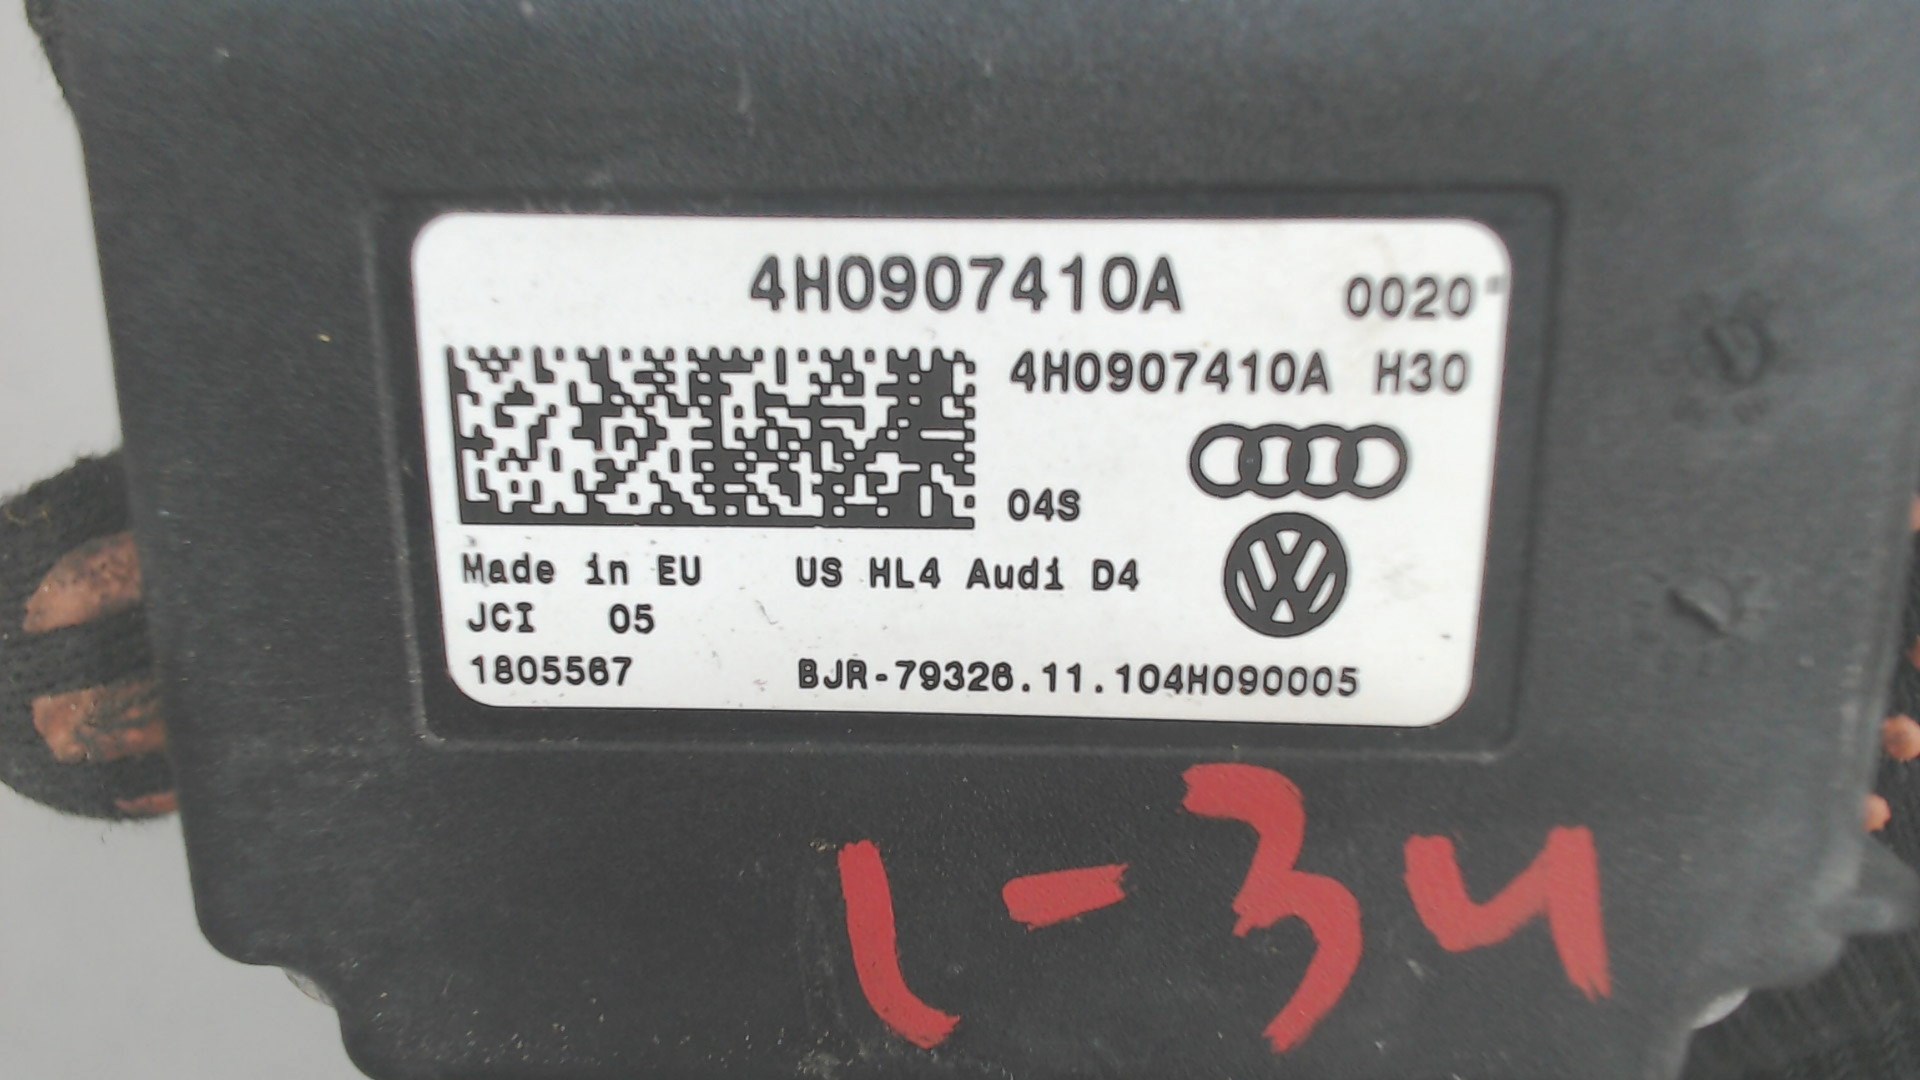 4H0907410A 0020
4H0907410A H30
04S
Made in EU US HL4 Audi D4
JCI 05
1805567 BJR-79326.11.104H090005
L-34